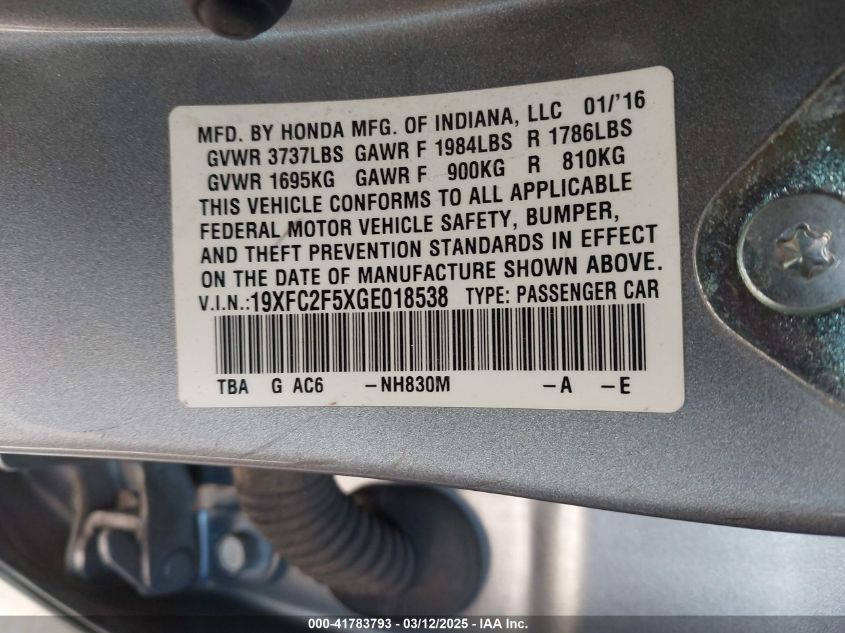 MFD. BY HONDA MFG. OF INDIANA, LLC 01/'16
GVWR 3737LBS GAWR F 1984LBS R 1786LBS
GVWR 1695KG GAWR F 900KG R 810KG
THIS VEHICLE CONFORMS TO ALL APPLICABLE
FEDERAL MOTOR VEHICLE SAFETY, BUMPER,
AND THEFT PREVENTION STANDARDS IN EFFECT
ON THE DATE OF MANUFACTURE SHOWN ABOVE.
V.I.N.:19XFC2F5XGE018538 TYPE: PASSENGER CAR
TBA G AC6 -NH830M -A -E
000-41783793 - 03/12/2025 - IAA Inc.